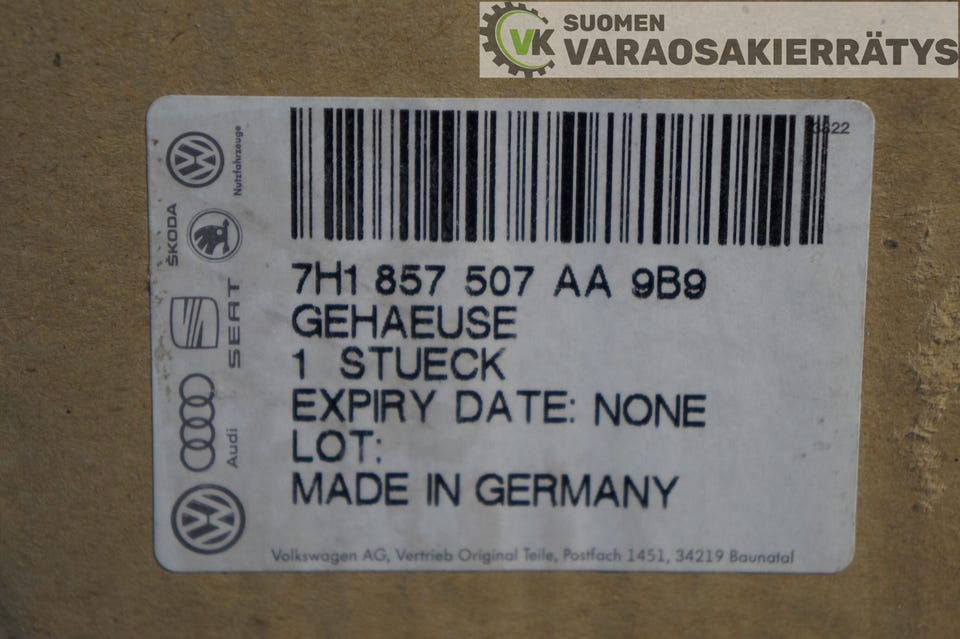 SUOMEN
VK VARAOSAKIERRÄTYS
3622
Nutzfahrzeuge
ŠKODA
SEAT
Audi
7H1 857 507 AA 9B9
GEHAEUSE
1 STUECK
EXPIRY DATE: NONE
LOT:
MADE IN GERMANY
Volkswagen AG, Vertrieb Original Teile, Postfach 1451, 34219 Baunatal